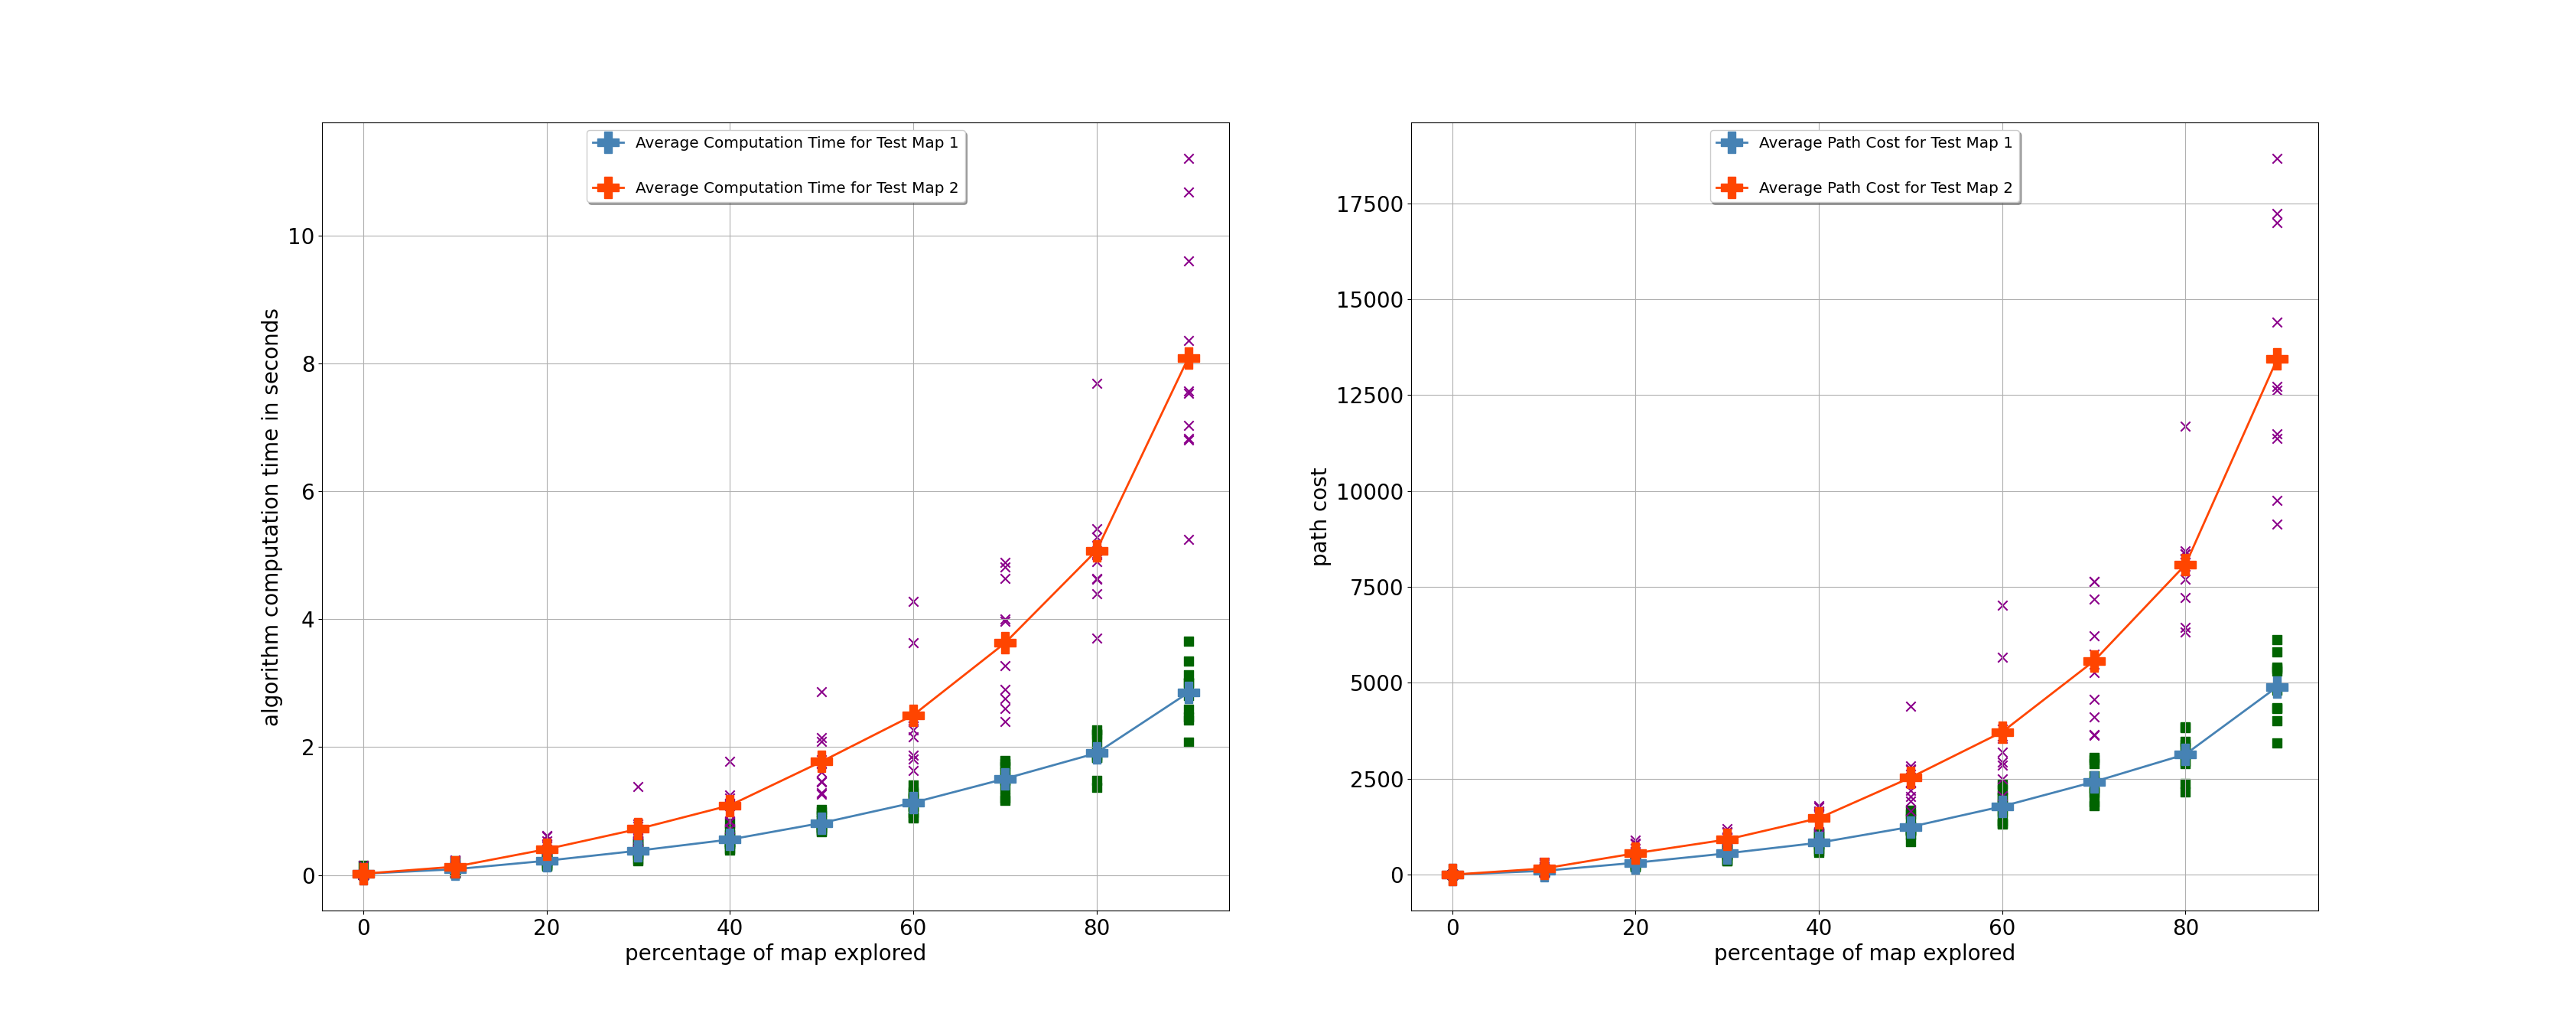 Average Computation Time for Test Map 1
Average Computation Time for Test Map 2
10
8
6
4
2
0
algorithm computation time in seconds
0 20 40 60 80
percentage of map explored
Average Path Cost for Test Map 1
Average Path Cost for Test Map 2
17500
15000
12500
10000
7500
5000
2500
0
path cost
0 20 40 60 80
percentage of map explored